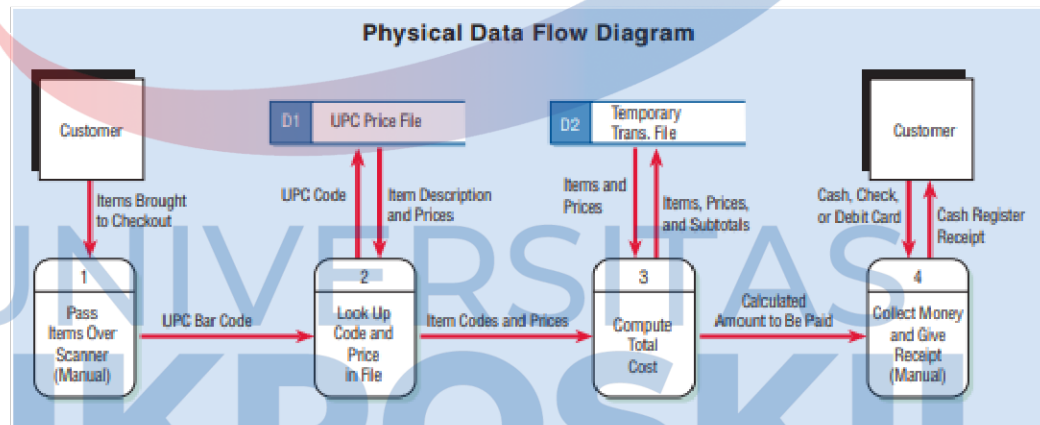 Physical Data Flow Diagram
Customer
D1
UPC Price File
D2
Temporary
Trans. File
Customer
Items Brought
to Checkout
UPC Code
Item Description
and Prices
Items and
Prices
Items, Prices,
and Subtotals
Cash, Check,
or Debit Card
Cash Register
Receipt
1
Pass
Items Over
Scanner
(Manual)
UPC Bar Code
2
Look Up
Code and
Price
in File
Item Codes and Prices
3
Compute
Total
Cost
Calculated
Amount to Be Paid
4
Collect Money
and Give
Receipt
(Manual)
UNIVERSITAS
MIKROSKIL